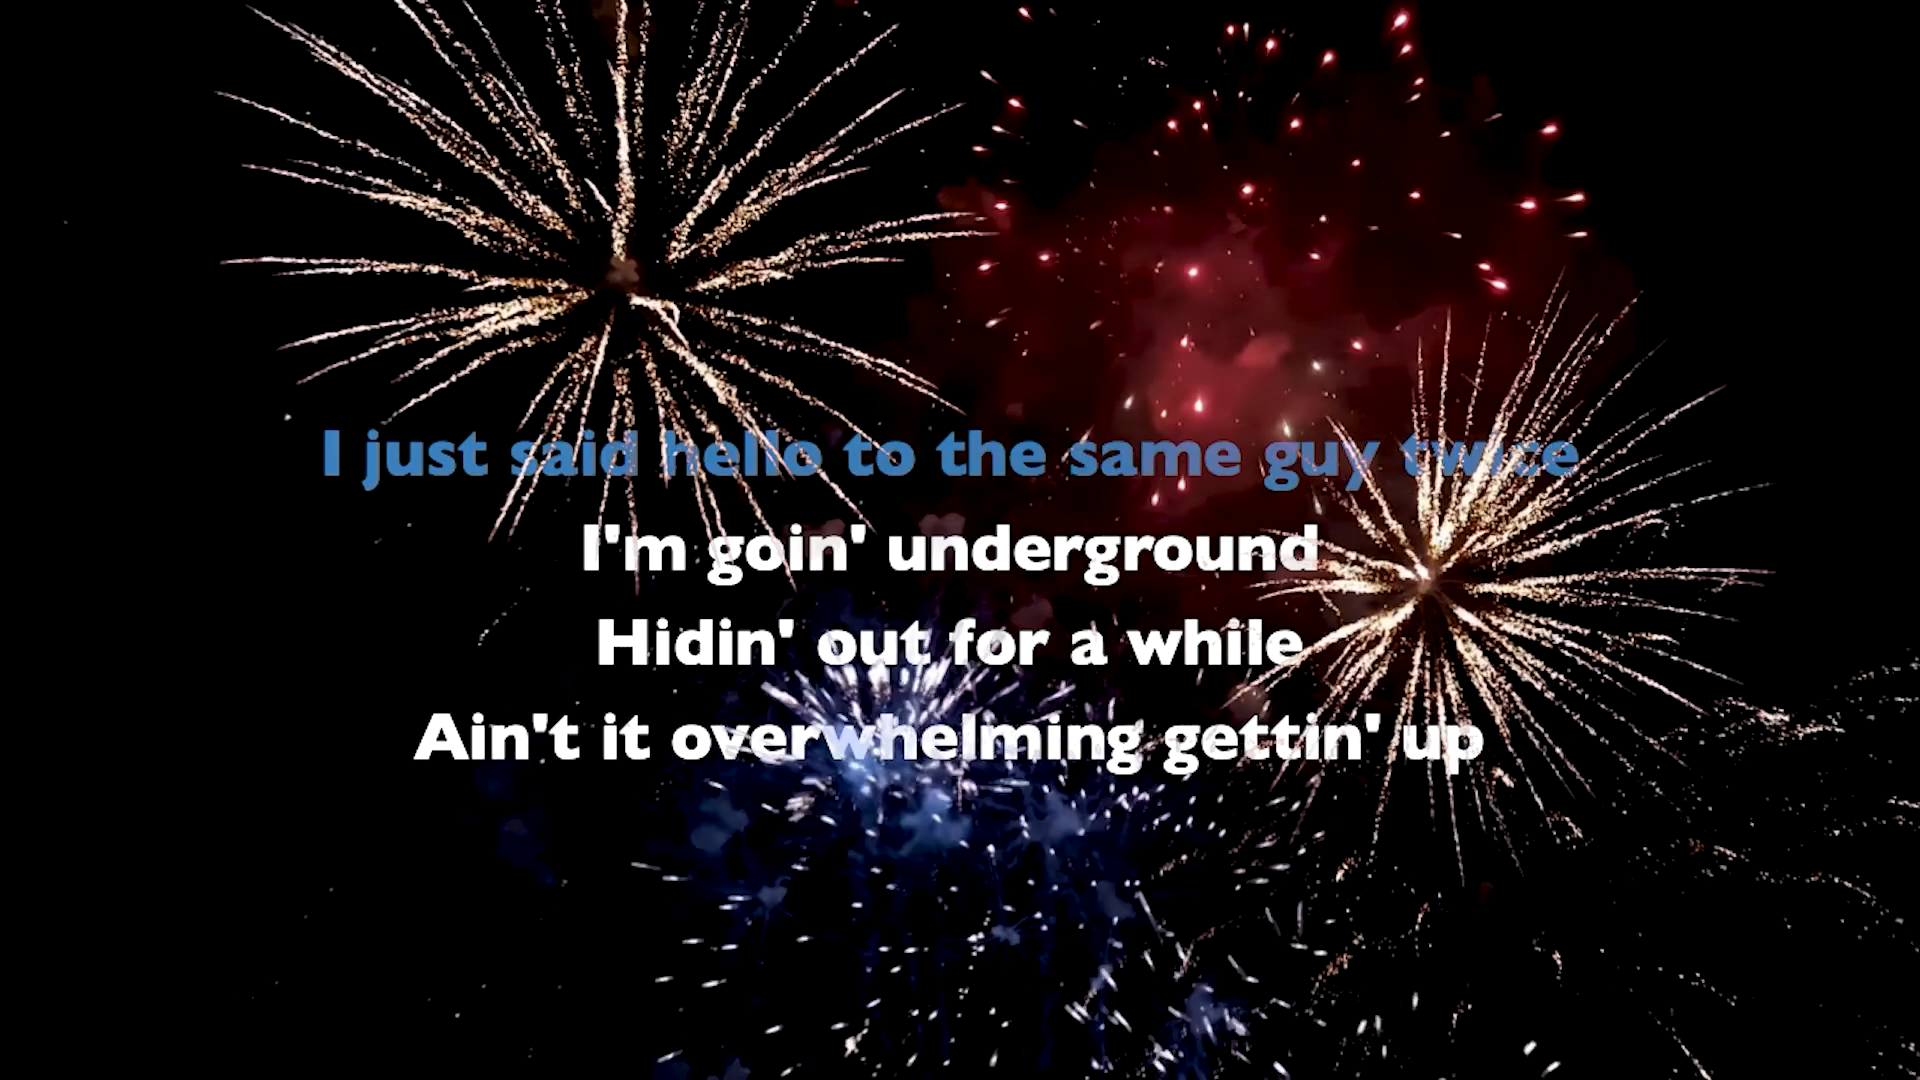 I just said hello to the same guy twice
I'm goin' underground
Hidin' out for a while
Ain't it overwhelming gettin' up